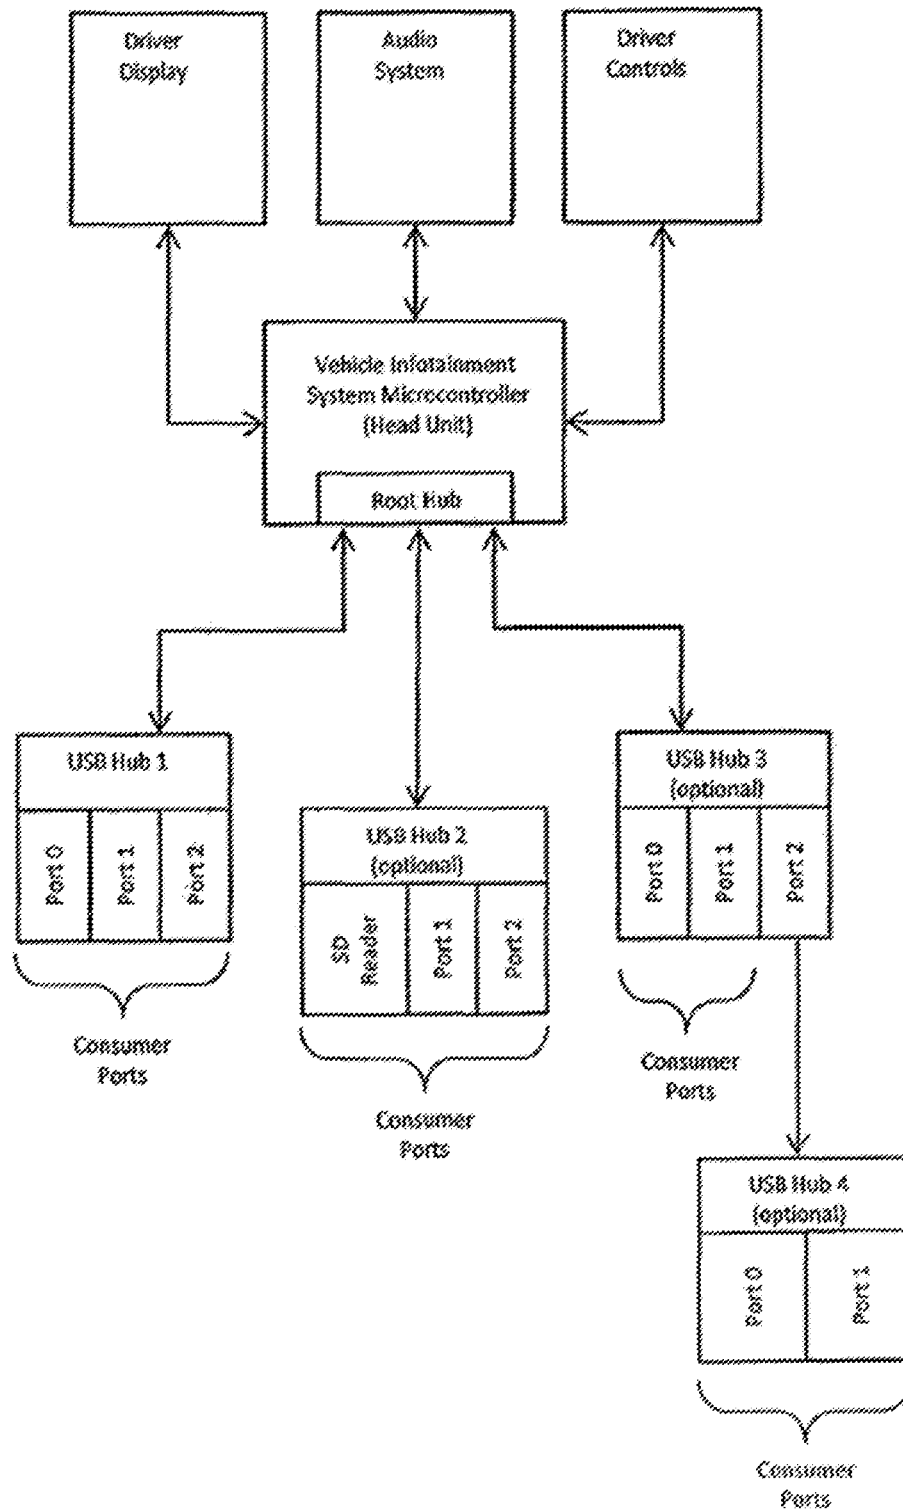 Driver
Display
Audio
System
Driver
Controls
Vehicle Infotainment
System Microcontroller
(Head Unit)
Root Hub
USB Hub 1
Port 0
Port 1
Port 2
Consumer
Ports
USB Hub 2
(optional)
SD
Reader
Port 1
Port 2
Consumer
Ports
USB Hub 3
(optional)
Port 0
Port 1
Port 2
Consumer
Ports
USB Hub 4
(optional)
Port 0
Port 1
Consumer
Ports